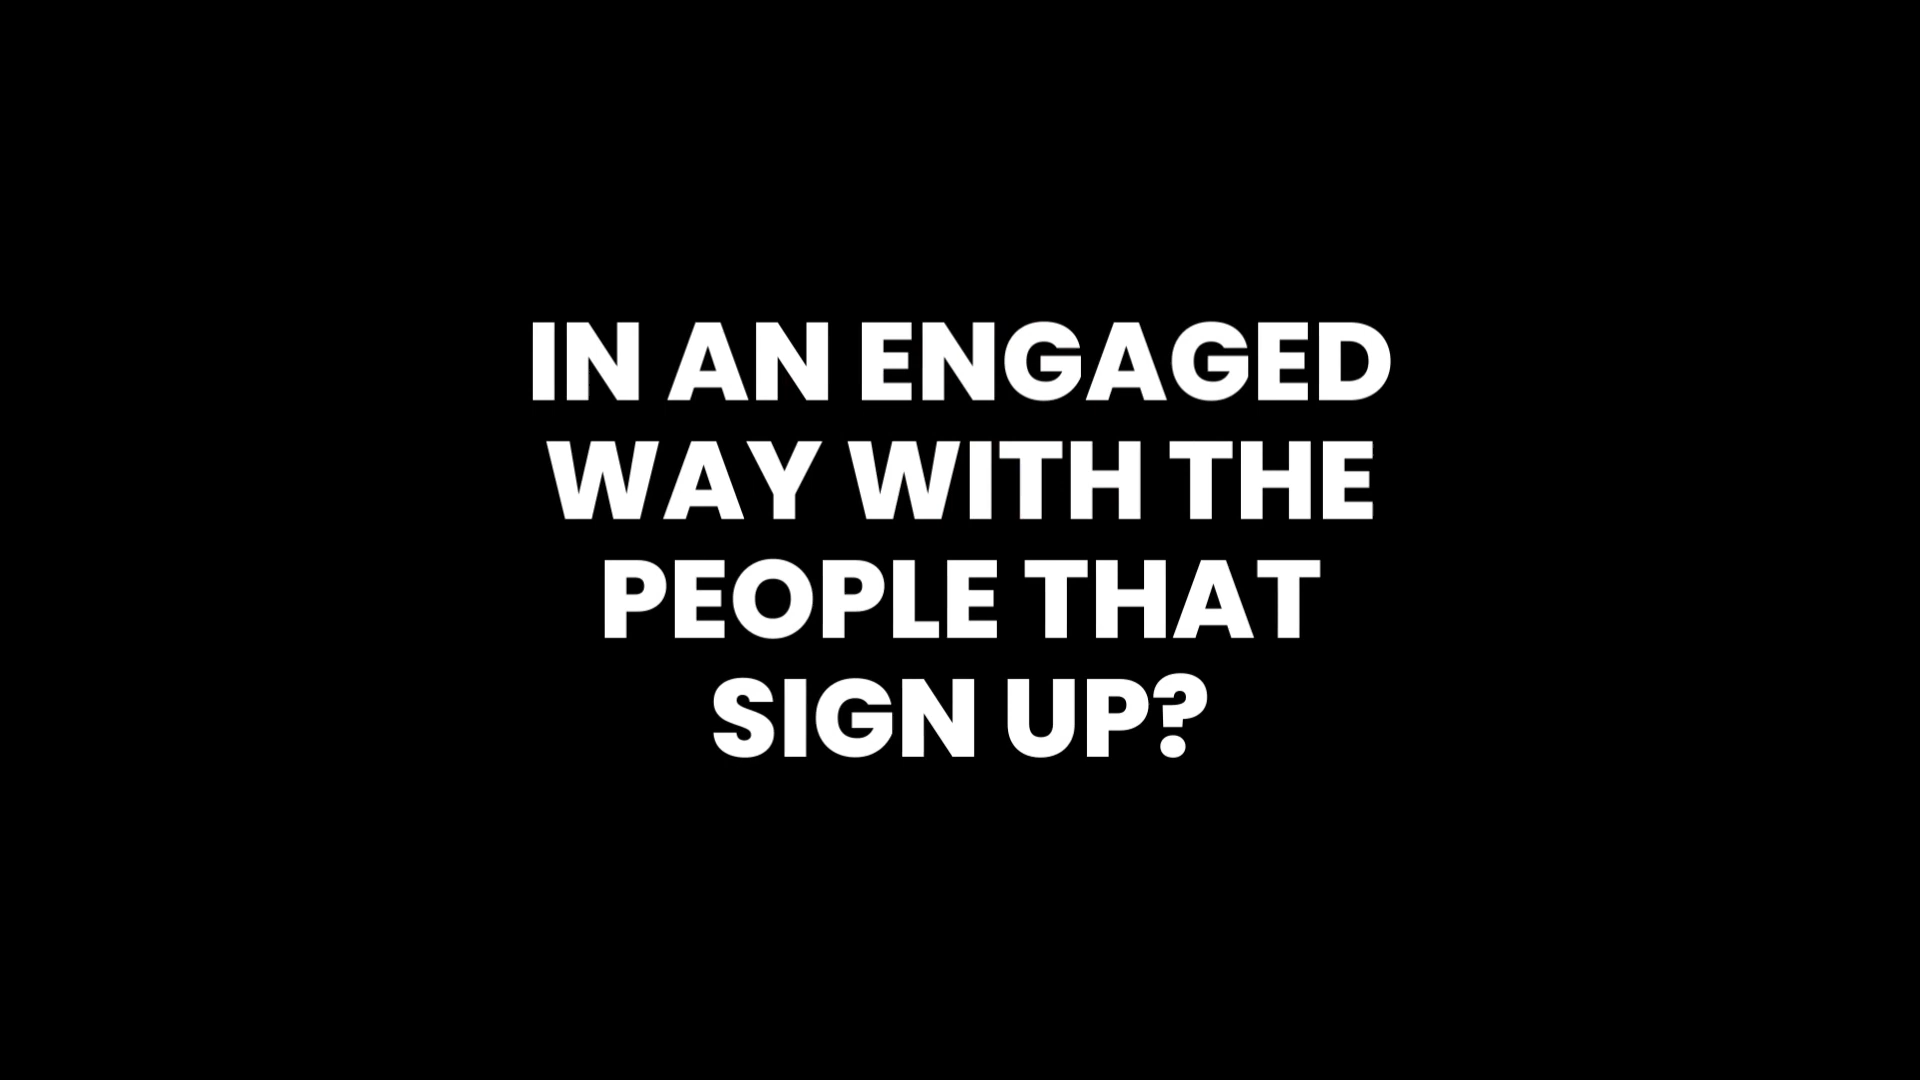 IN AN ENGAGED
WAY WITH THE
PEOPLE THAT
SIGN UP?